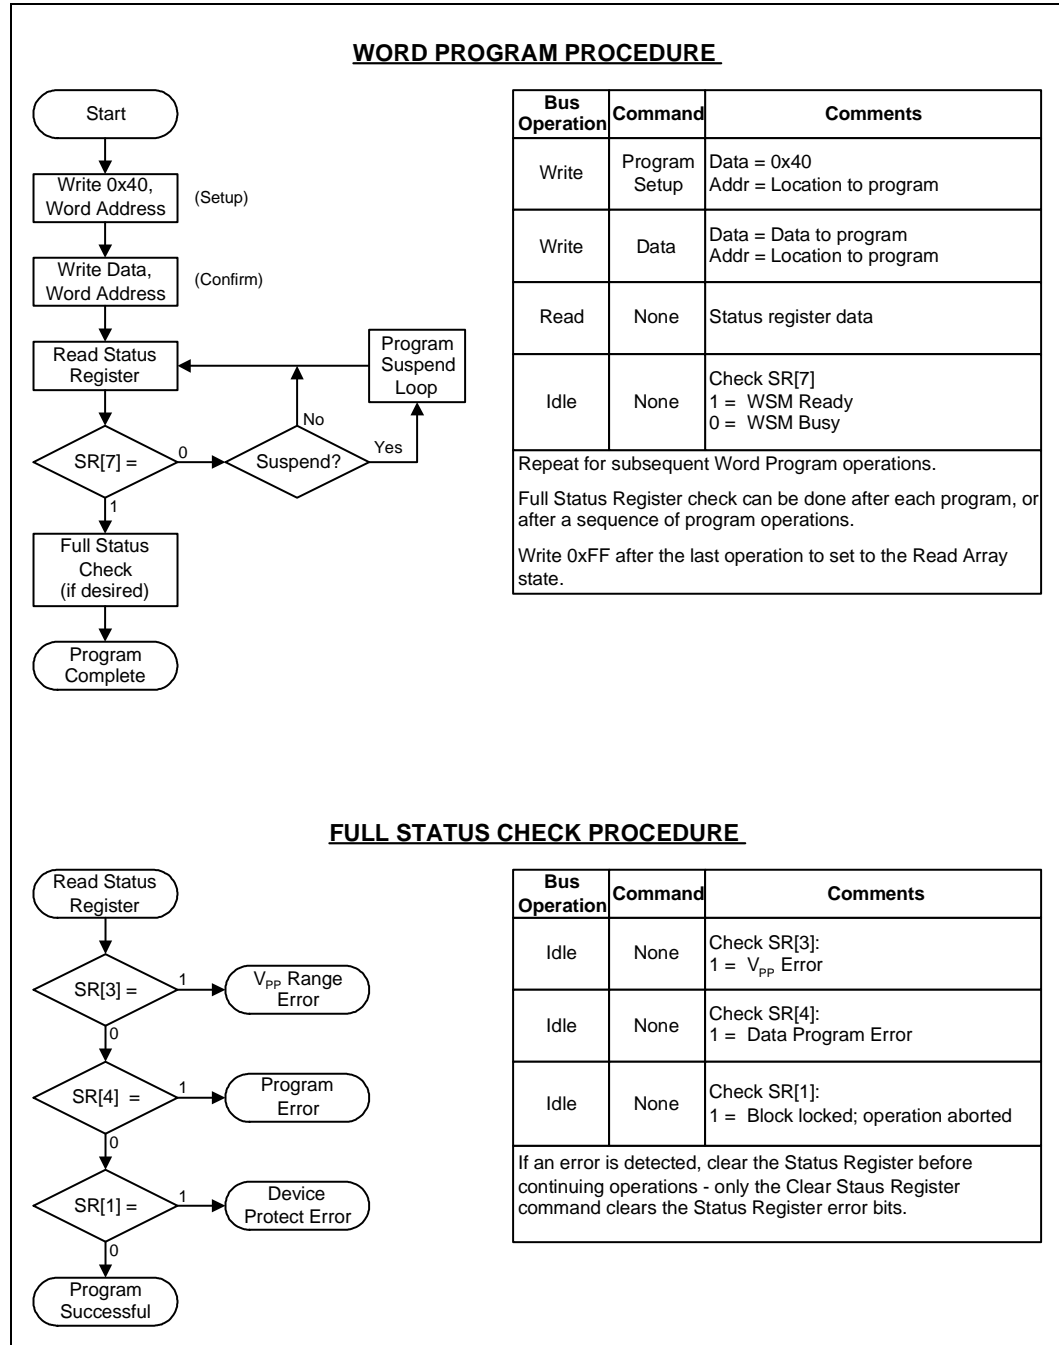 WORD PROGRAM PROCEDURE
Start
Write 0x40,
Word Address
(Setup)
Write Data,
Word Address
(Confirm)
Read Status
Register
Program
Suspend
Loop
No
Yes
SR[7] =
0
Suspend?
1
Full Status
Check
(if desired)
Program
Complete
Bus
Operation
Command
Comments
Write
Program
Setup
Data = 0x40
Addr = Location to program
Write
Data
Data = Data to program
Addr = Location to program
Read
None
Status register data
Idle
None
Check SR[7]
1 = WSM Ready
0 = WSM Busy
Repeat for subsequent Word Program operations.
Full Status Register check can be done after each program, or
after a sequence of program operations.
Write 0xFF after the last operation to set to the Read Array
state.
FULL STATUS CHECK PROCEDURE
Read Status
Register
SR[3] =
1
VPP Range
Error
0
SR[4] =
1
Program
Error
0
SR[1] =
1
Device
Protect Error
0
Program
Successful
Bus
Operation
Command
Comments
Idle
None
Check SR[3]:
1 = VPP Error
Idle
None
Check SR[4]:
1 = Data Program Error
Idle
None
Check SR[1]:
1 = Block locked; operation aborted
If an error is detected, clear the Status Register before
continuing operations - only the Clear Staus Register
command clears the Status Register error bits.